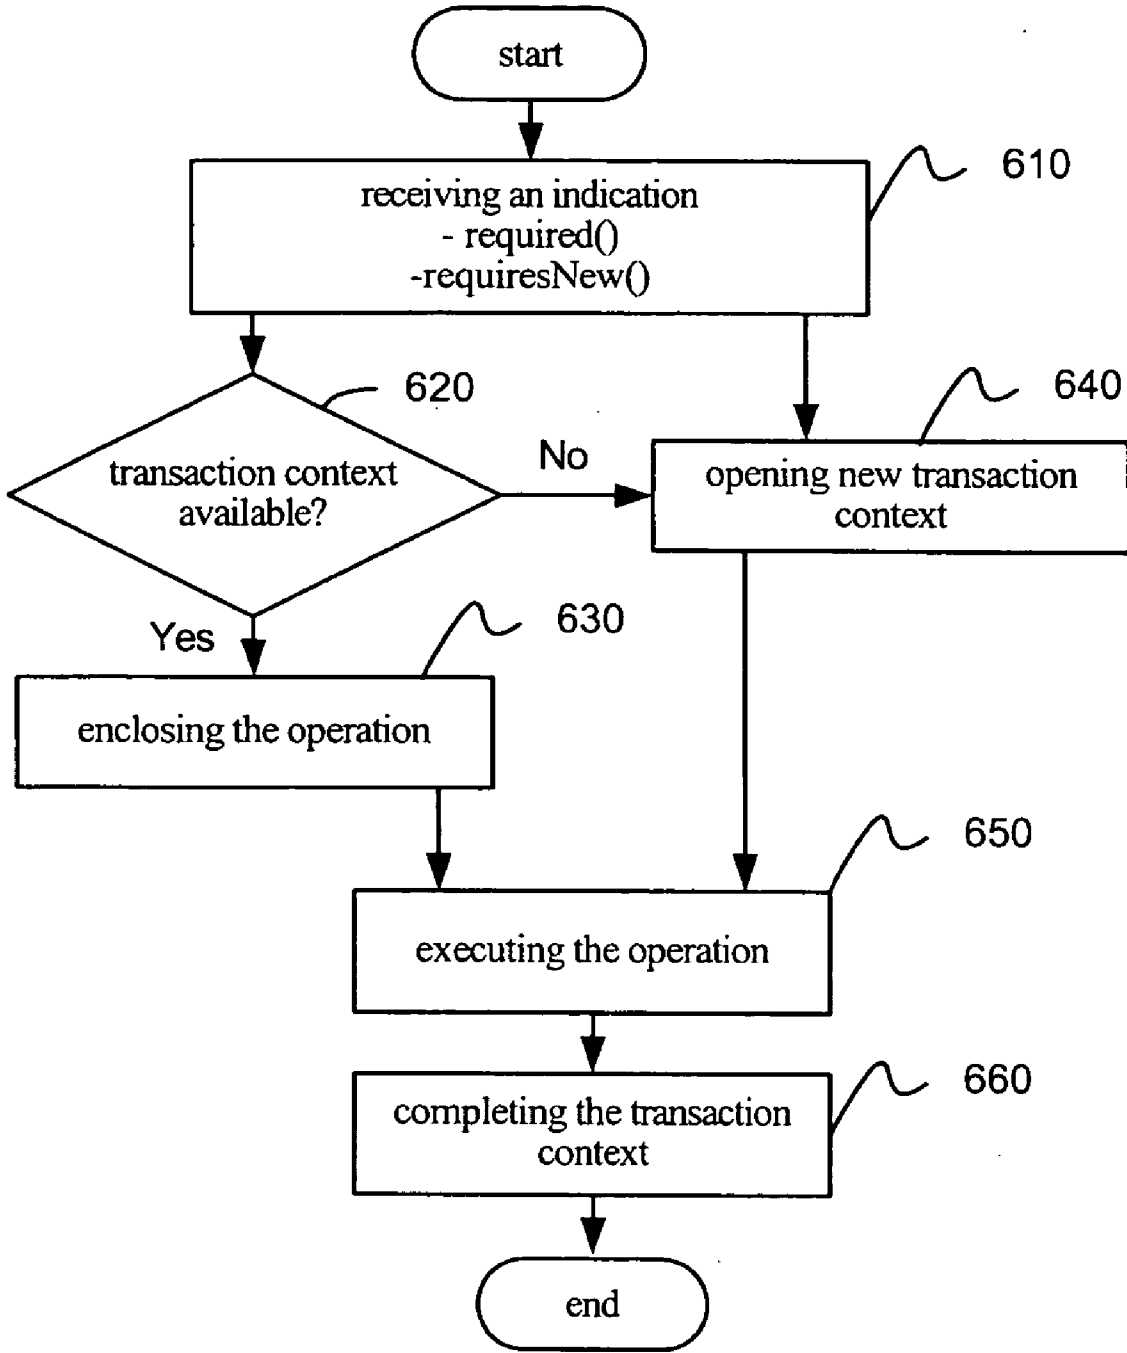 start
610
receiving an indication
- required()
-requiresNew()
620
640
transaction context
available?
No
opening new transaction
context
Yes
630
enclosing the operation
650
executing the operation
660
completing the transaction
context
end